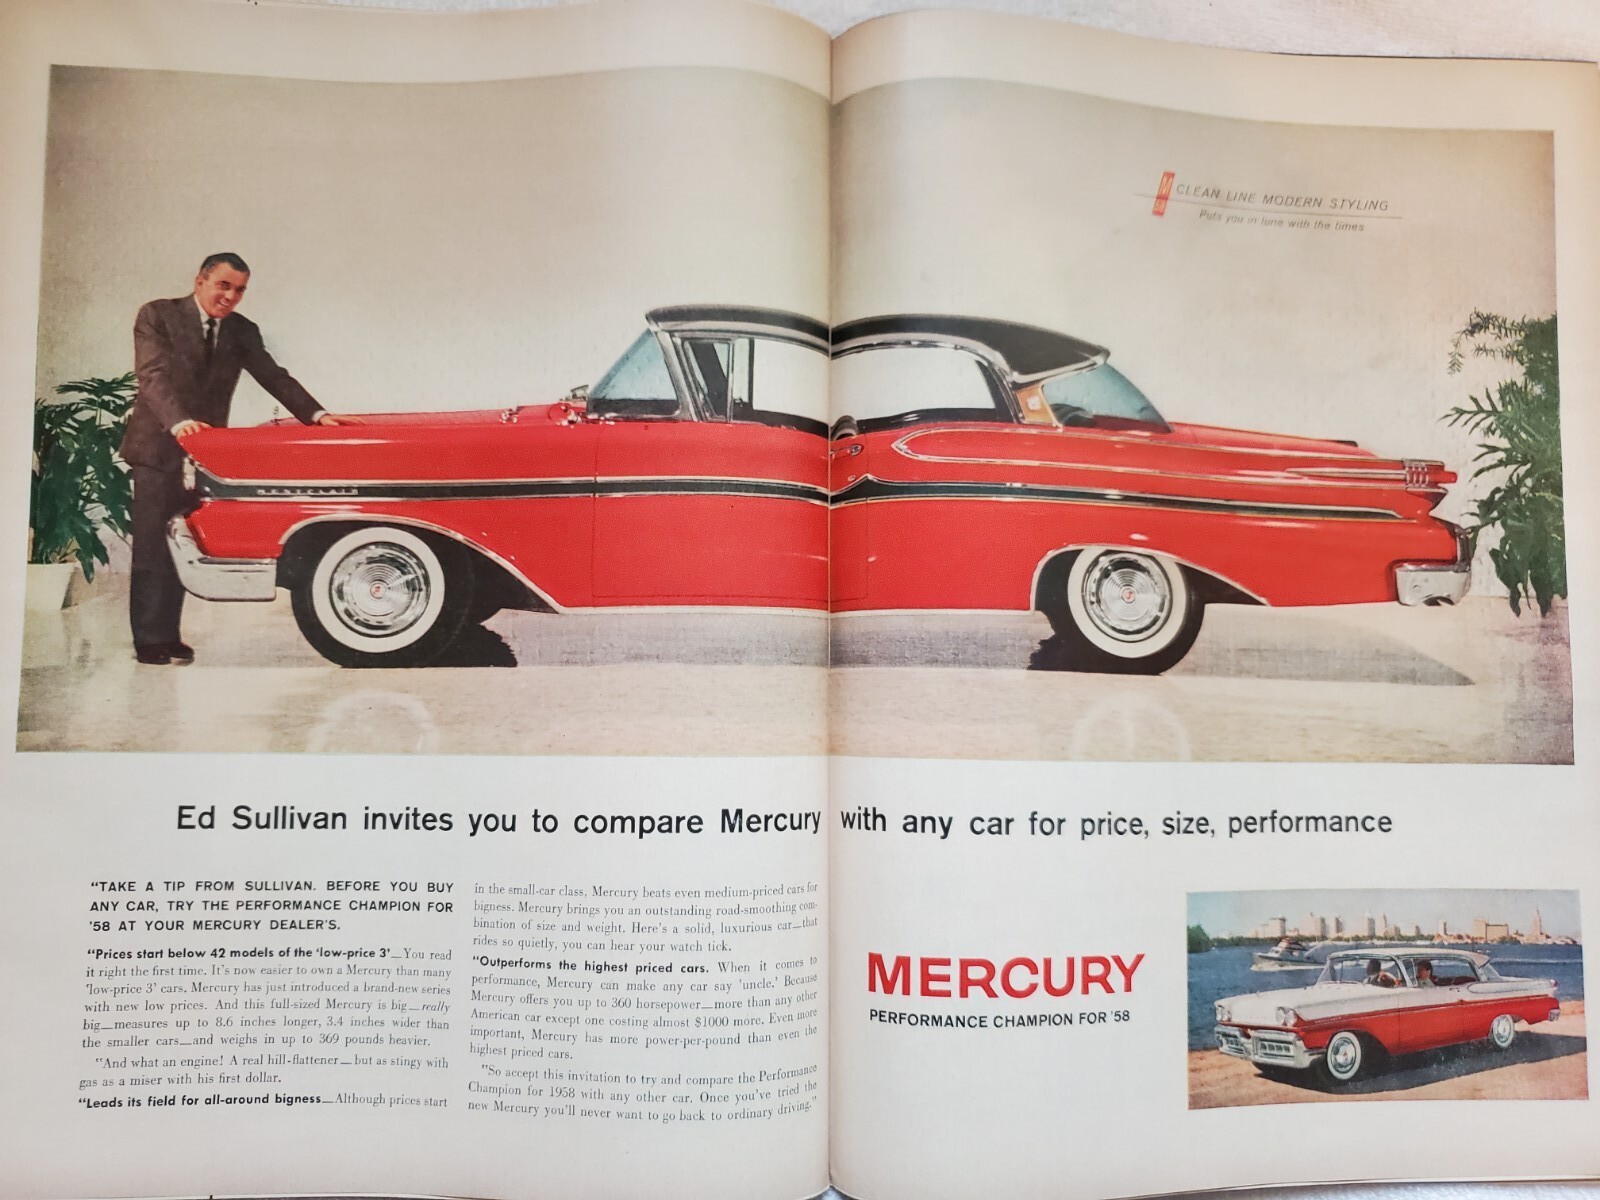 M
CLEAN LINE MODERN STYLING
Puts you in tune with the times
MONTCLAIR
Ed Sullivan invites you to compare Mercury with any car for price, size, performance
“TAKE A TIP FROM SULLIVAN. BEFORE YOU BUY
ANY CAR, TRY THE PERFORMANCE CHAMPION FOR
’58 AT YOUR MERCURY DEALER’S.
“Prices start below 42 models of the ‘low-price 3’—You read
it right the first time. It’s now easier to own a Mercury than many
‘low-price 3’ cars. Mercury has just introduced a brand-new series
with new low prices. And this full-sized Mercury is big—really
big—measures up to 8.6 inches longer, 3.4 inches wider than
the smaller cars—and weighs in up to 369 pounds heavier.
“And what an engine! A real hill-flattener—but as stingy with
gas as a miser with his first dollar.
“Leads its field for all-around bigness—Although prices start
in the small-car class, Mercury beats even medium-priced cars for
bigness. Mercury brings you an outstanding road-smoothing com-
bination of size and weight. Here’s a solid, luxurious car—that
rides so quietly, you can hear your watch tick.
“Outperforms the highest priced cars. When it comes to
performance, Mercury can make any car say ‘uncle.’ Because
Mercury offers you up to 360 horsepower—more than any other
American car except one costing almost $1000 more. Even more
important, Mercury has more power-per-pound than even the
highest priced cars.
“So accept this invitation to try and compare the Performance
Champion for 1958 with any other car. Once you’ve tried the
new Mercury you’ll never want to go back to ordinary driving.”
MERCURY
PERFORMANCE CHAMPION FOR ’58